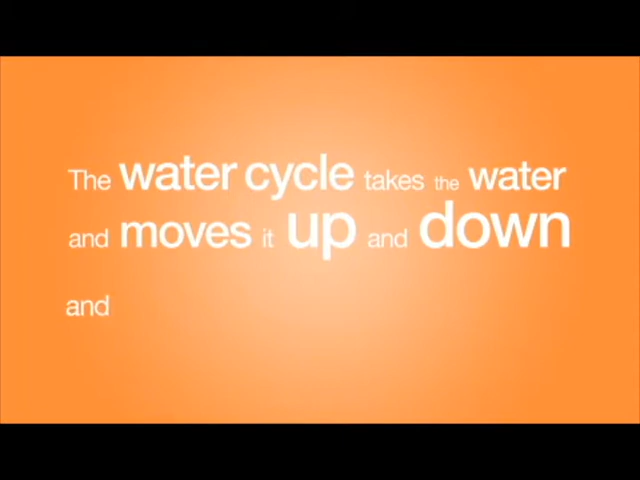 The water cycle takes the water
and moves it up and down
and